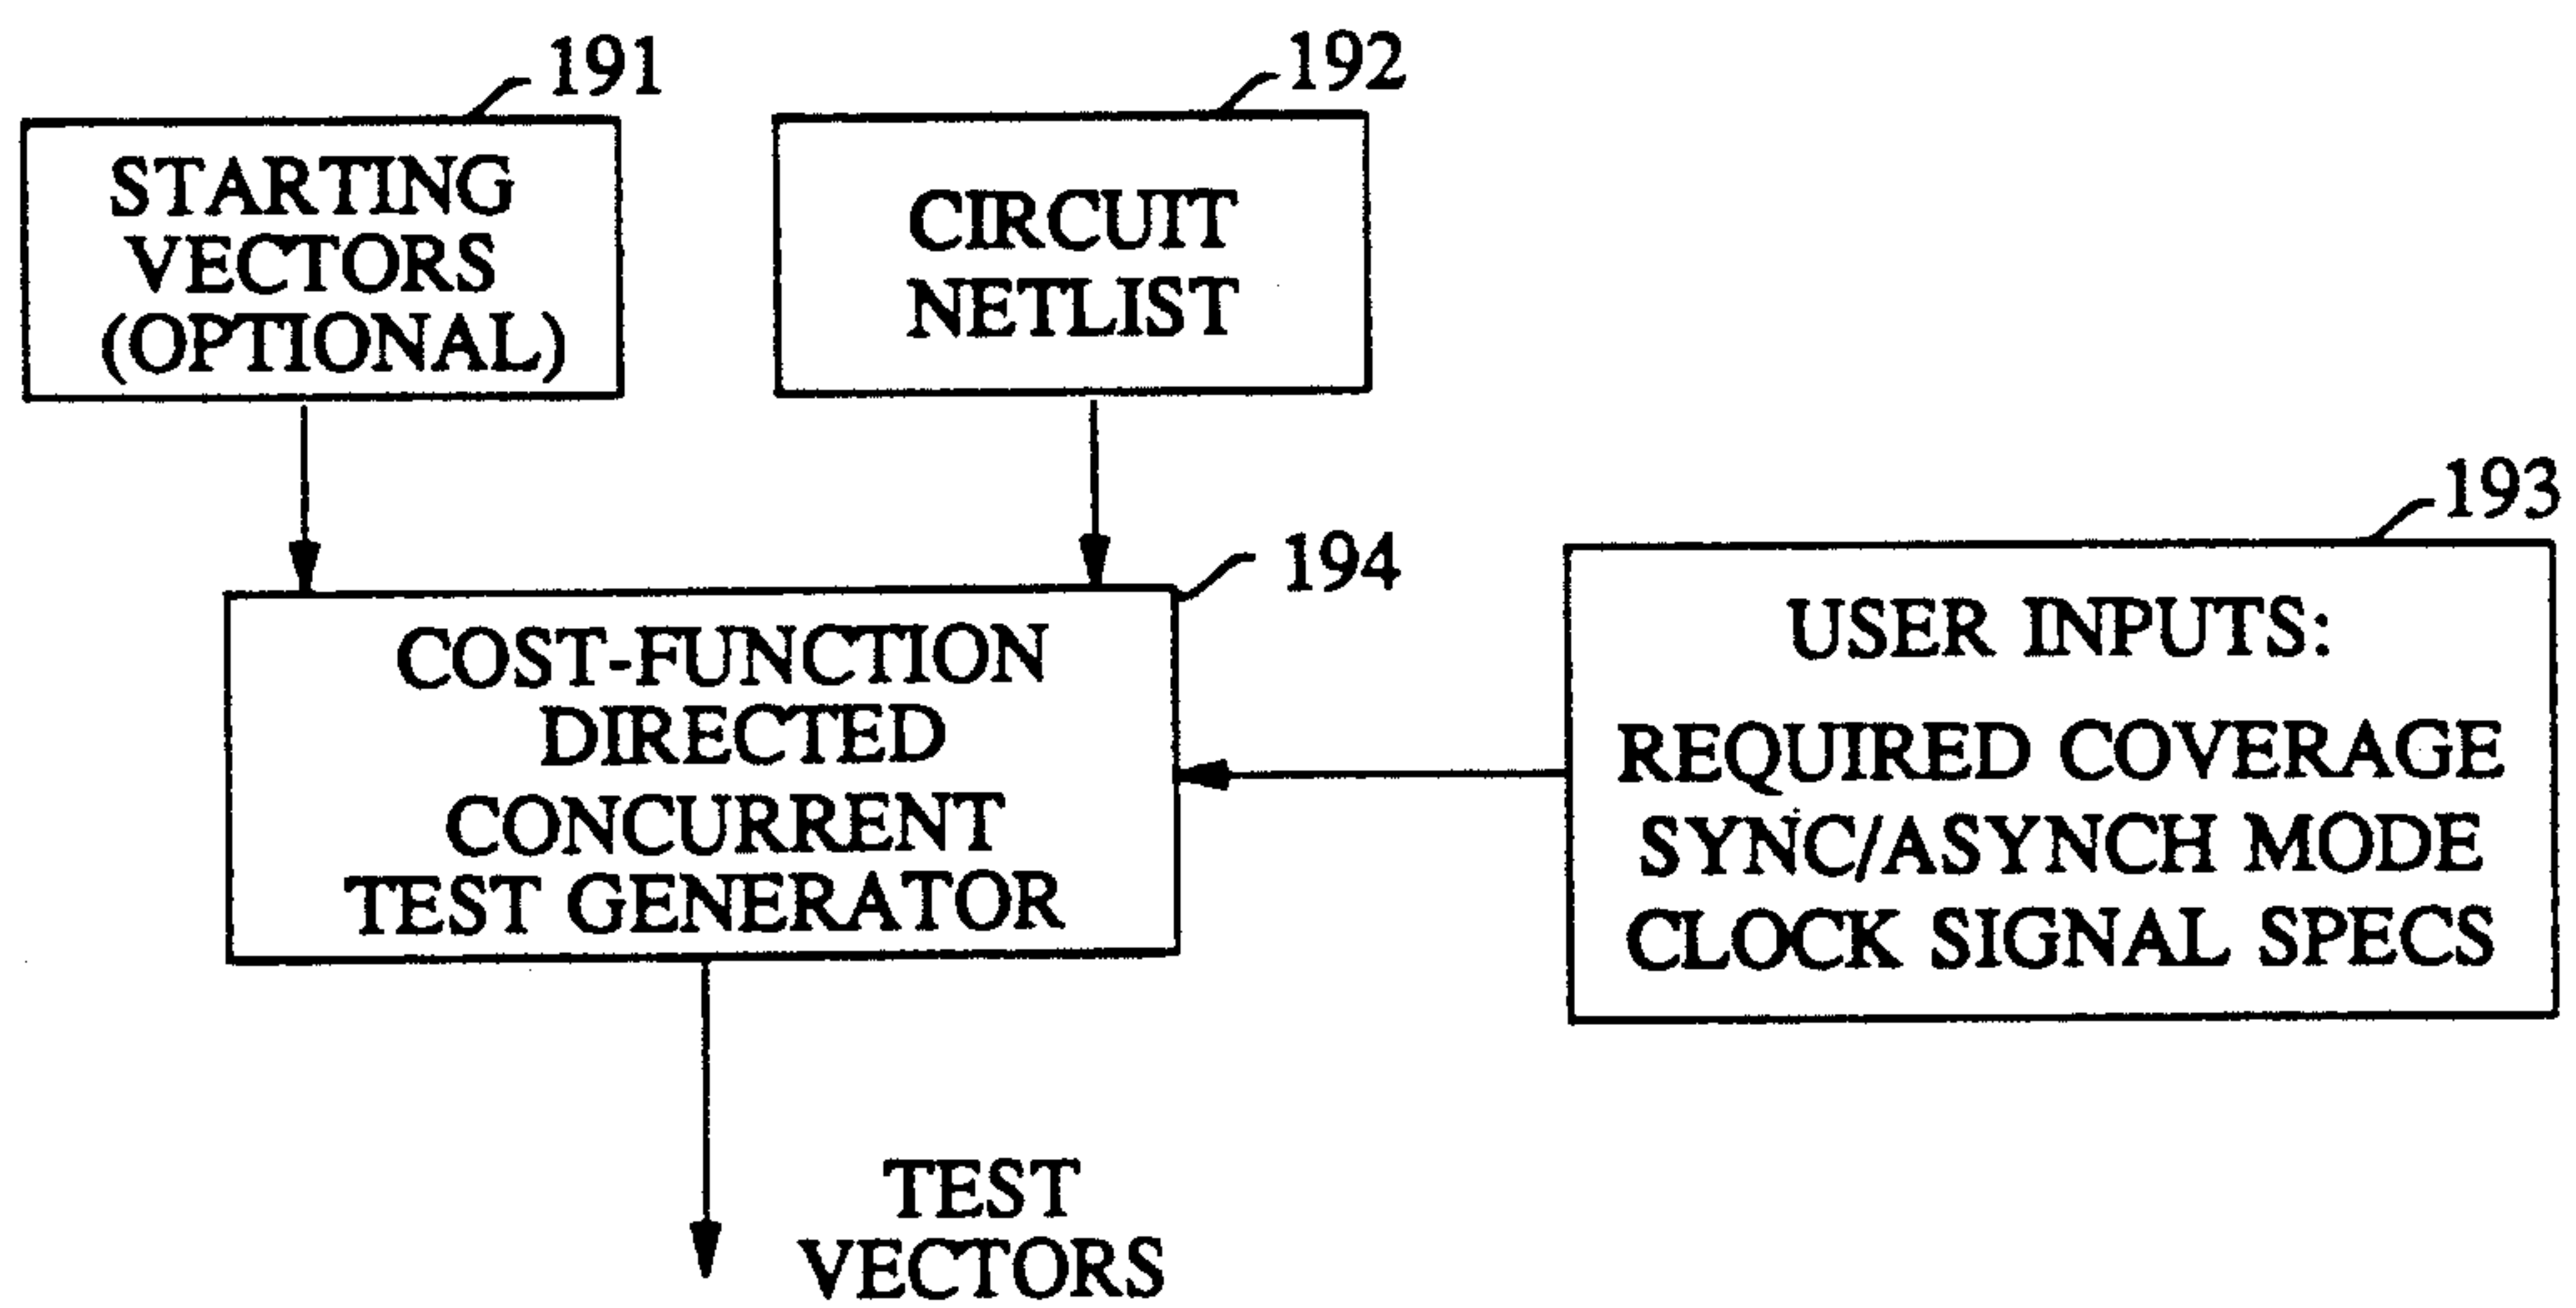 191
STARTING
VECTORS
(OPTIONAL)
192
CIRCUIT
NETLIST
193
USER INPUTS:
REQUIRED COVERAGE
SYNC/ASYNCH MODE
CLOCK SIGNAL SPECS
194
COST-FUNCTION
DIRECTED
CONCURRENT
TEST GENERATOR
TEST
VECTORS